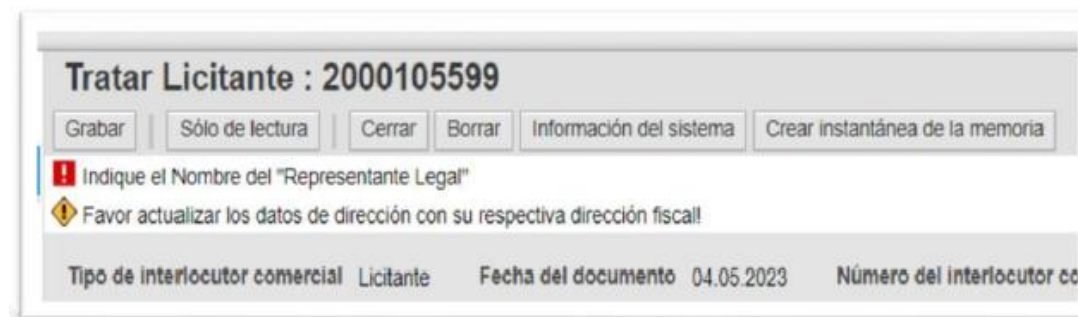 Tratar Licitante : 2000105599
Grabar Sólo de lectura Cerrar Borrar Información del sistema Crear instantánea de la memoria
Indique el Nombre del "Representante Legal"
Favor actualizar los datos de dirección con su respectiva dirección fiscal!
Tipo de interlocutor comercial Licitante Fecha del documento 04.05.2023 Número del interlocutor co